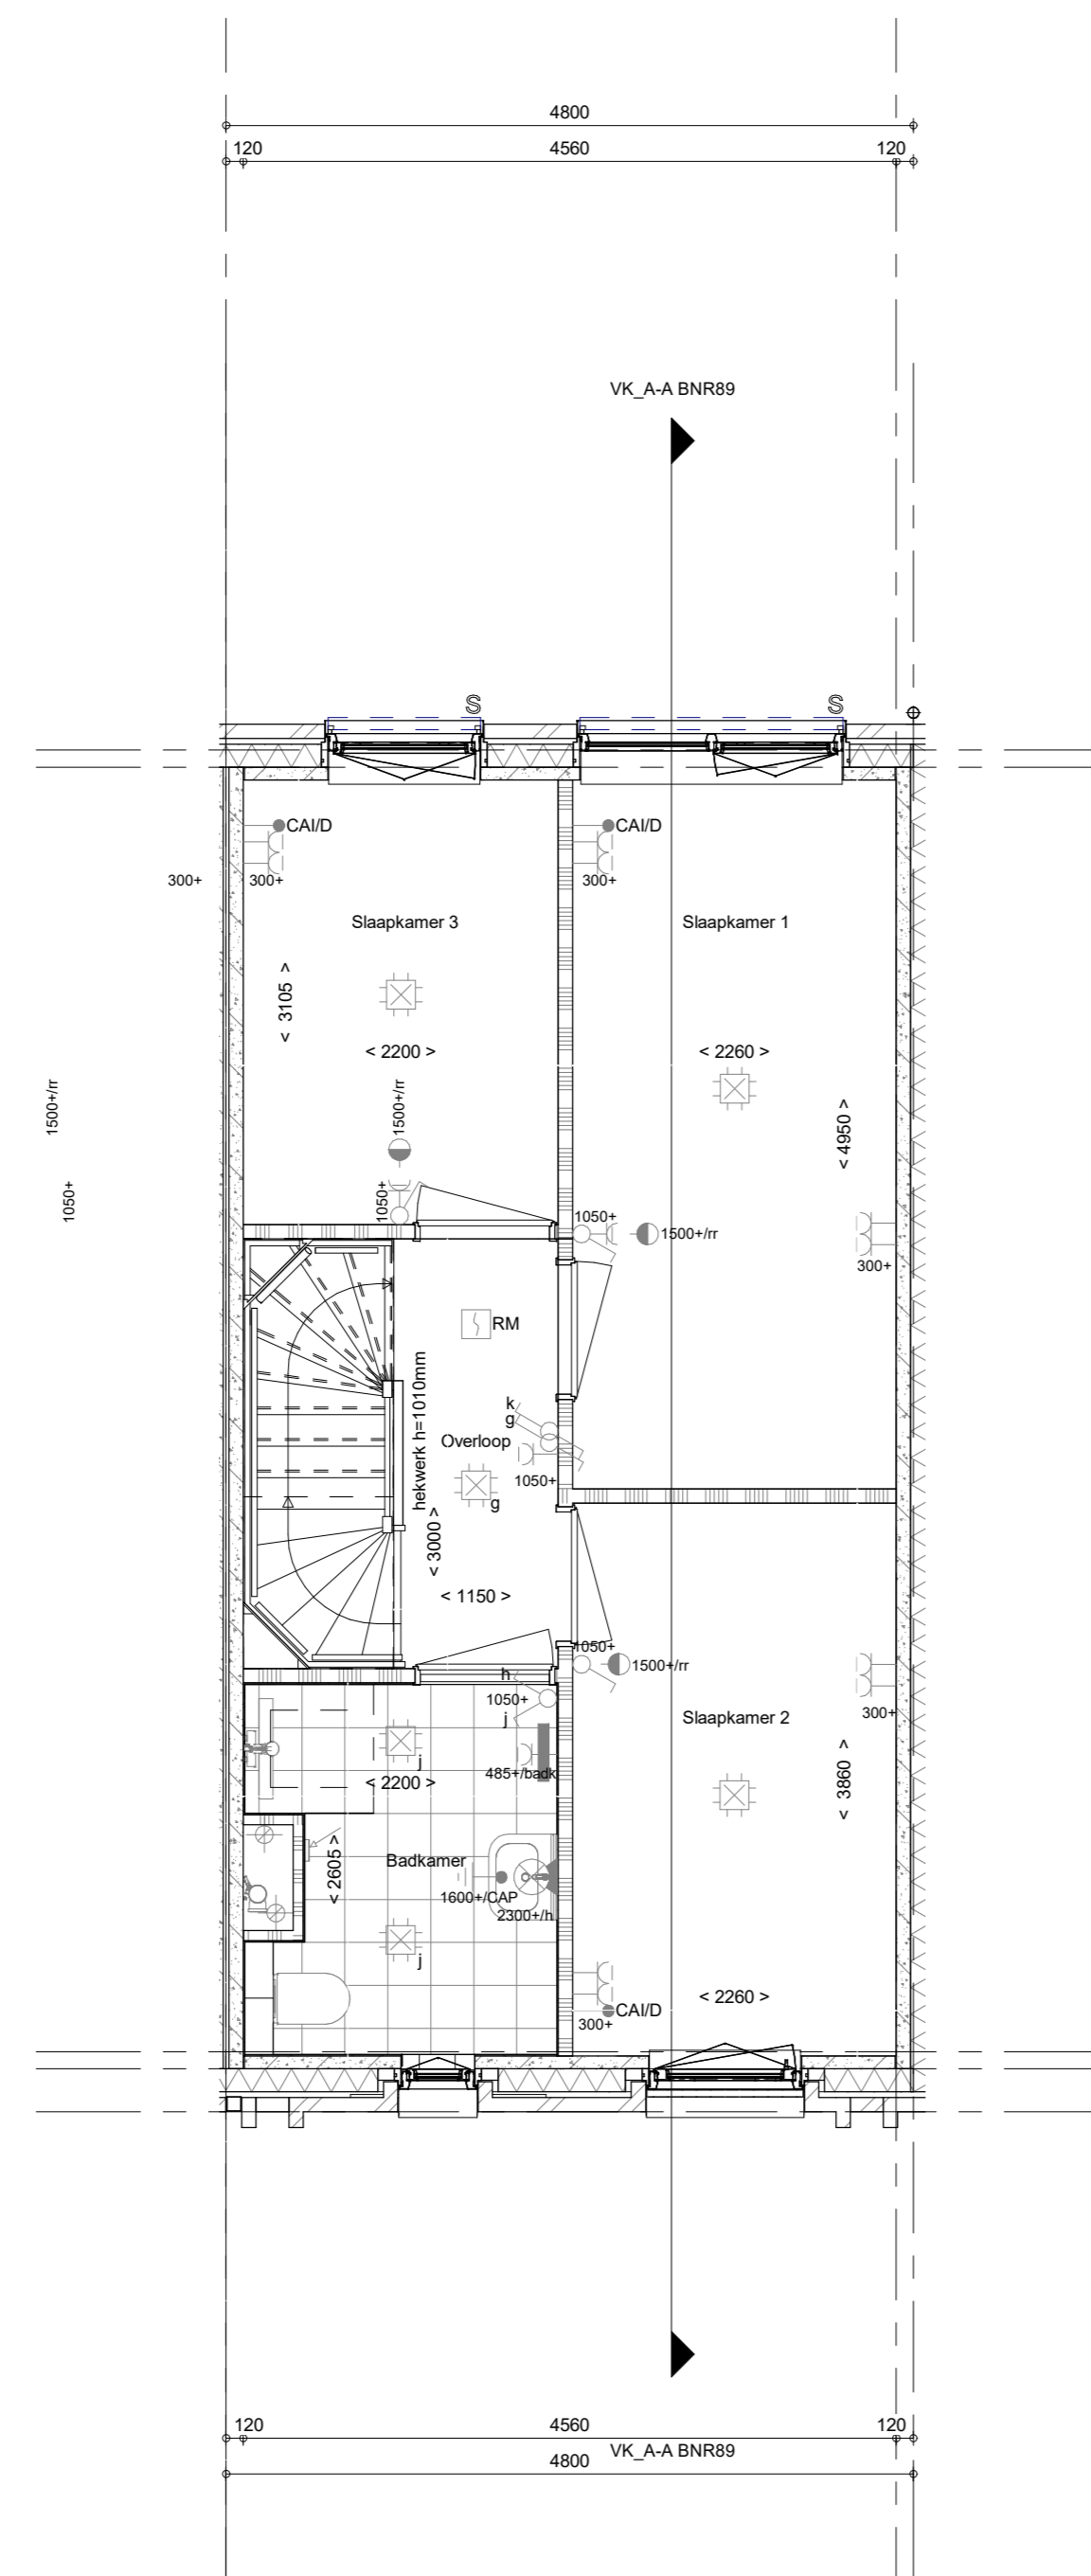 4800
120 4560 120
VK_A-A BNR89
S S
CAI/D CAI/D
300+ 300+ 300+
Slaapkamer 3 Slaapkamer 1
< 3105 >
< 2200 > < 2260 >
1500+/rr 1500+/rr
< 4950 >
1050+ 1050+ 1050+
1500+/rr
300+
RM
hekwerk h=1010mm
k
g
Overloop
1050+
g
< 3000 >
< 1150 >
1050+
1500+/rr
h
1050+
j
300+
Slaapkamer 2
j
485+/badk
< 2200 >
< 3860 >
< 2605 >
Badkamer
1600+/CAP
2300+/h
j
< 2260 >
CAI/D
300+
120 4560 120
VK_A-A BNR89
4800